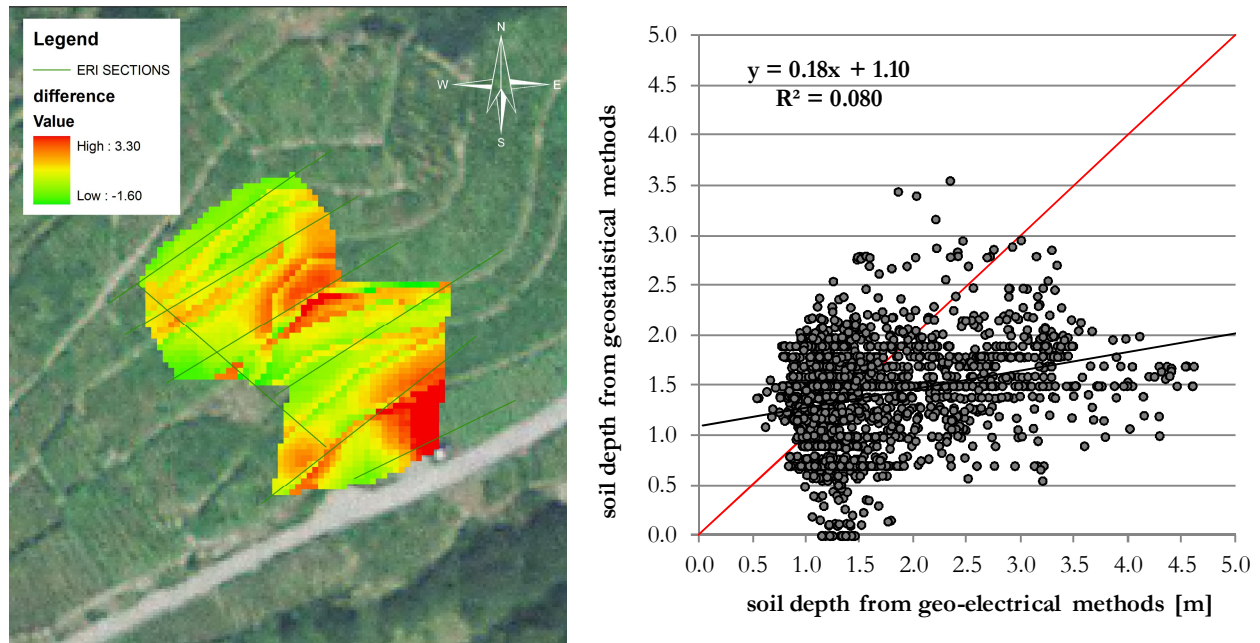 Legend
ERI SECTIONS
difference
Value
High : 3.30
Low : -1.60
N
W
E
S
y = 0.18x + 1.10
R² = 0.080
soil depth from geostatistical methods
5.0
4.5
4.0
3.5
3.0
2.5
2.0
1.5
1.0
0.5
0.0
0.0 0.5 1.0 1.5 2.0 2.5 3.0 3.5 4.0 4.5 5.0
soil depth from geo-electrical methods [m]